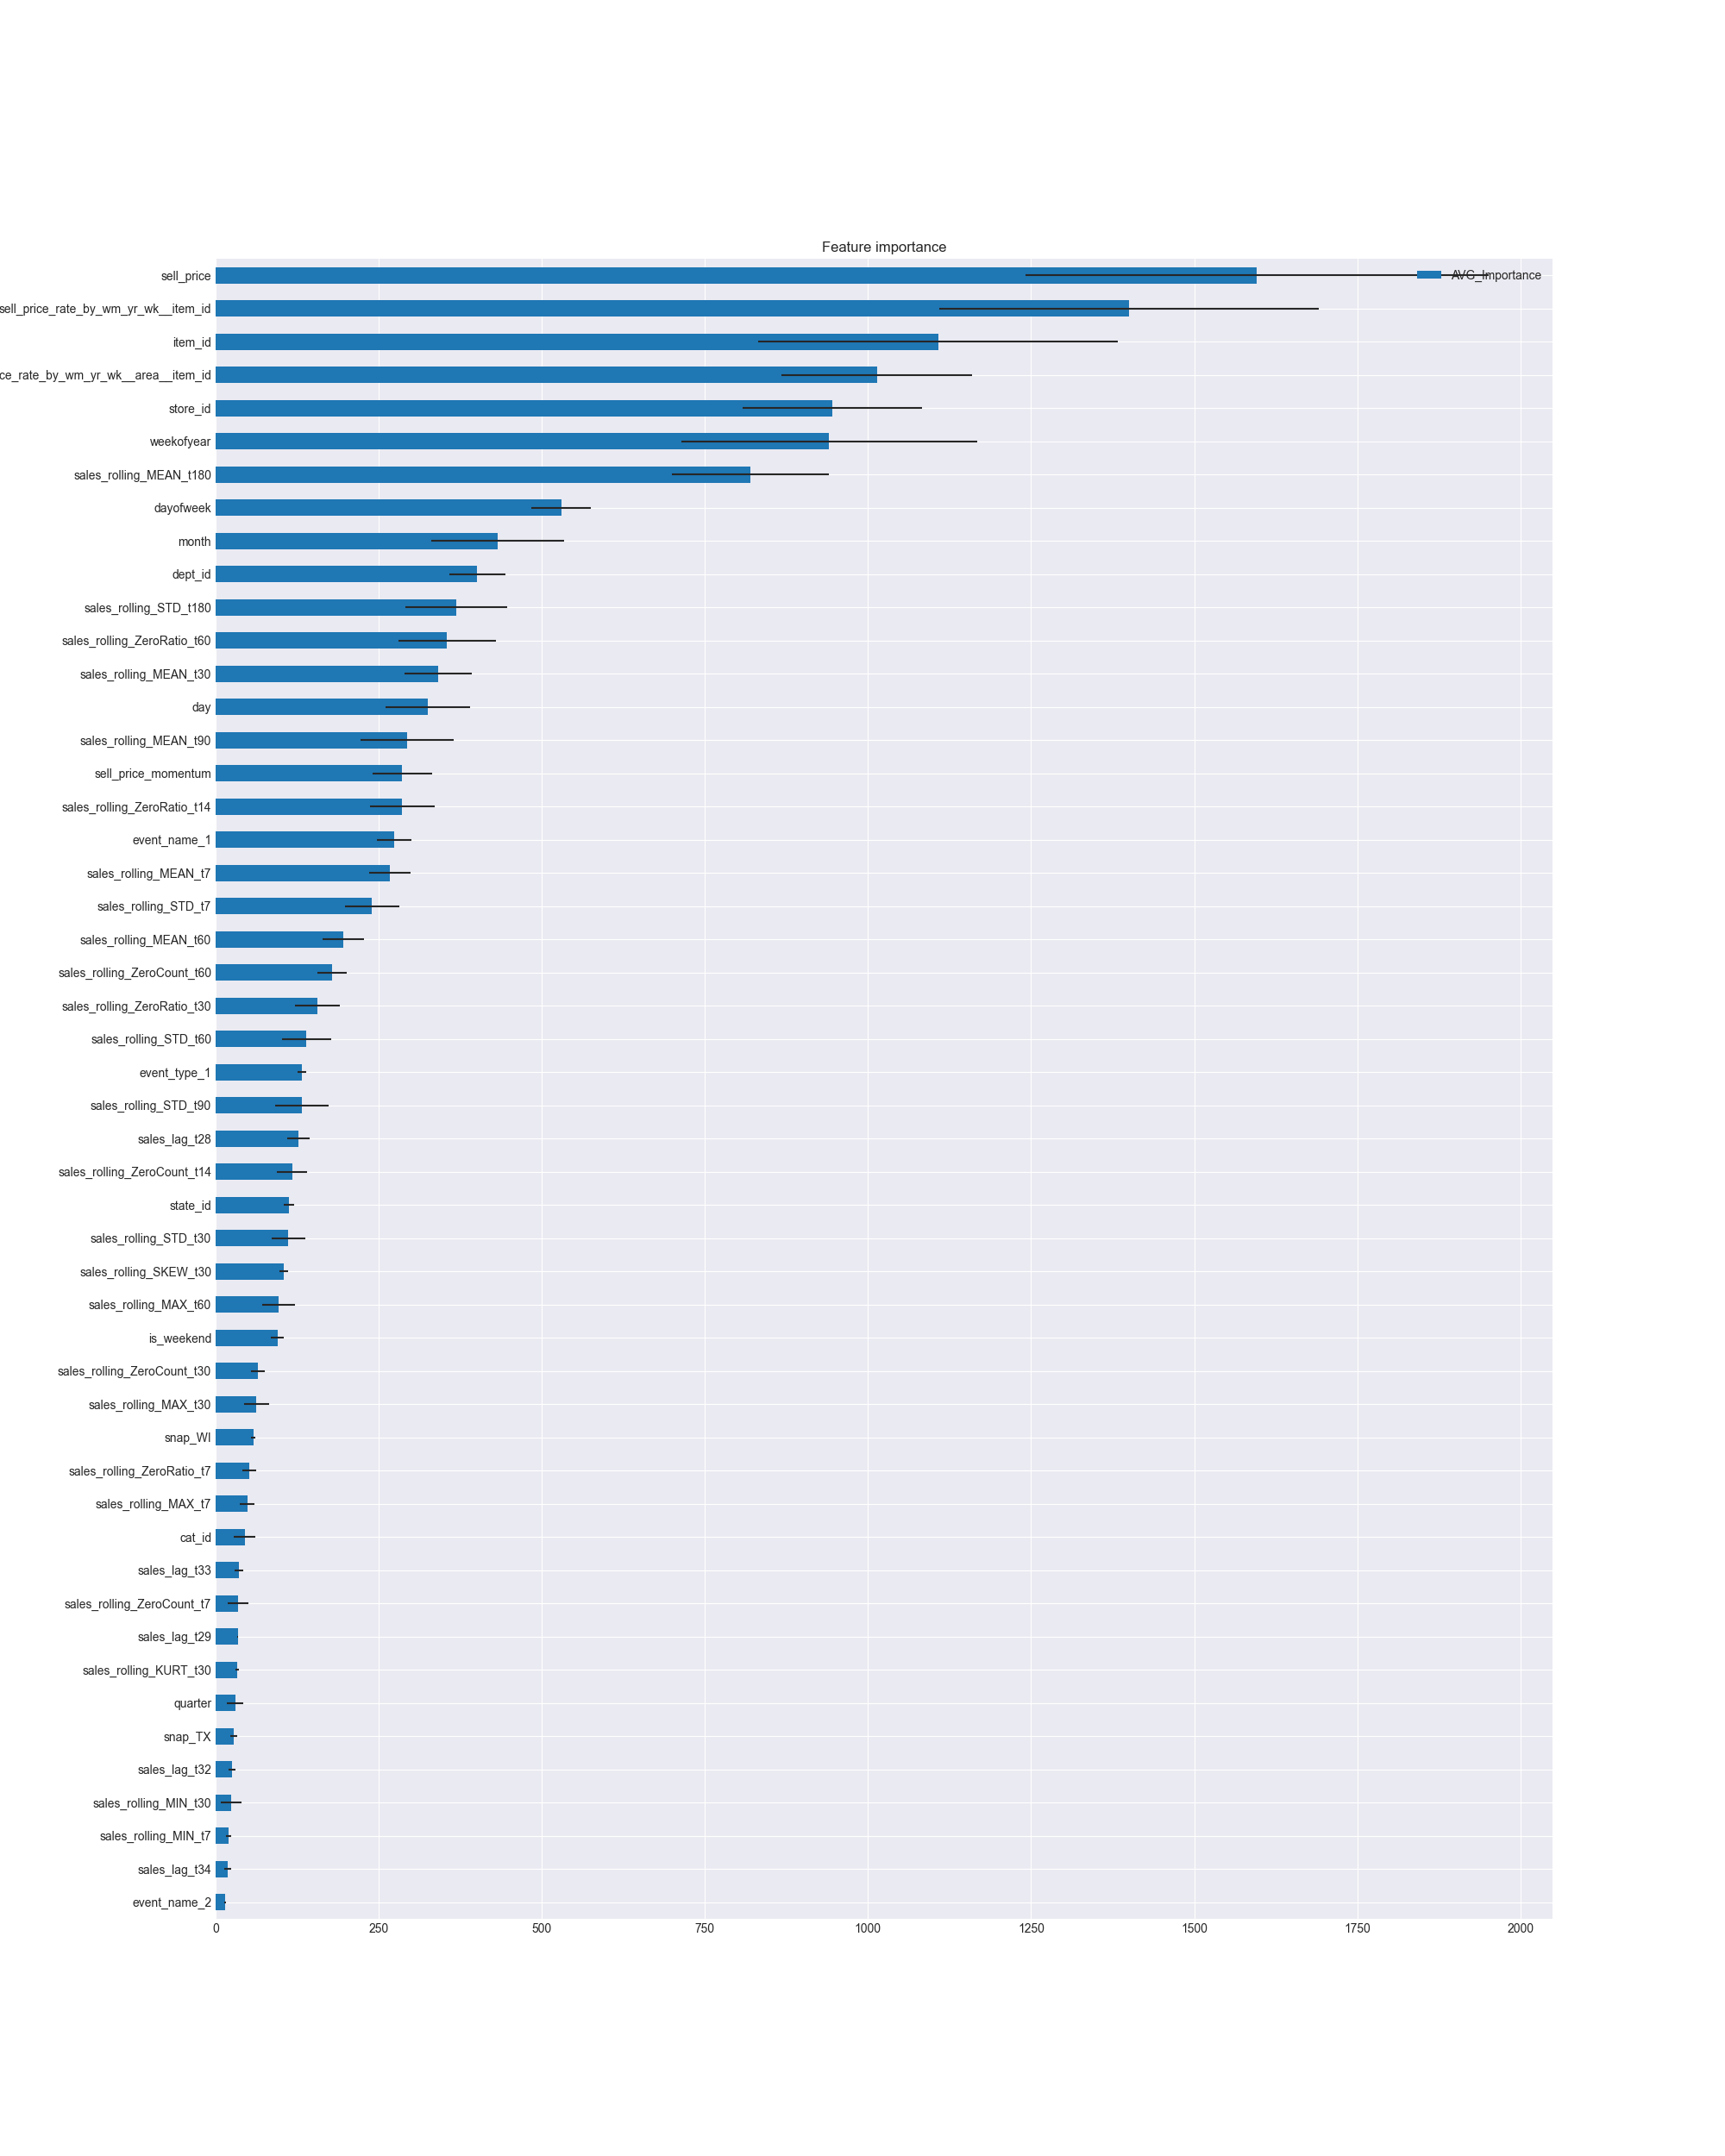 Feature importance
AVG_Importance
sell_price
sell_price_rate_by_wm_yr_wk__item_id
item_id
ce_rate_by_wm_yr_wk__area__item_id
store_id
weekofyear
sales_rolling_MEAN_t180
dayofweek
month
dept_id
sales_rolling_STD_t180
sales_rolling_ZeroRatio_t60
sales_rolling_MEAN_t30
day
sales_rolling_MEAN_t90
sell_price_momentum
sales_rolling_ZeroRatio_t14
event_name_1
sales_rolling_MEAN_t7
sales_rolling_STD_t7
sales_rolling_MEAN_t60
sales_rolling_ZeroCount_t60
sales_rolling_ZeroRatio_t30
sales_rolling_STD_t60
event_type_1
sales_rolling_STD_t90
sales_lag_t28
sales_rolling_ZeroCount_t14
state_id
sales_rolling_STD_t30
sales_rolling_SKEW_t30
sales_rolling_MAX_t60
is_weekend
sales_rolling_ZeroCount_t30
sales_rolling_MAX_t30
snap_WI
sales_rolling_ZeroRatio_t7
sales_rolling_MAX_t7
cat_id
sales_lag_t33
sales_rolling_ZeroCount_t7
sales_lag_t29
sales_rolling_KURT_t30
quarter
snap_TX
sales_lag_t32
sales_rolling_MIN_t30
sales_rolling_MIN_t7
sales_lag_t34
event_name_2
0 250 500 750 1000 1250 1500 1750 2000